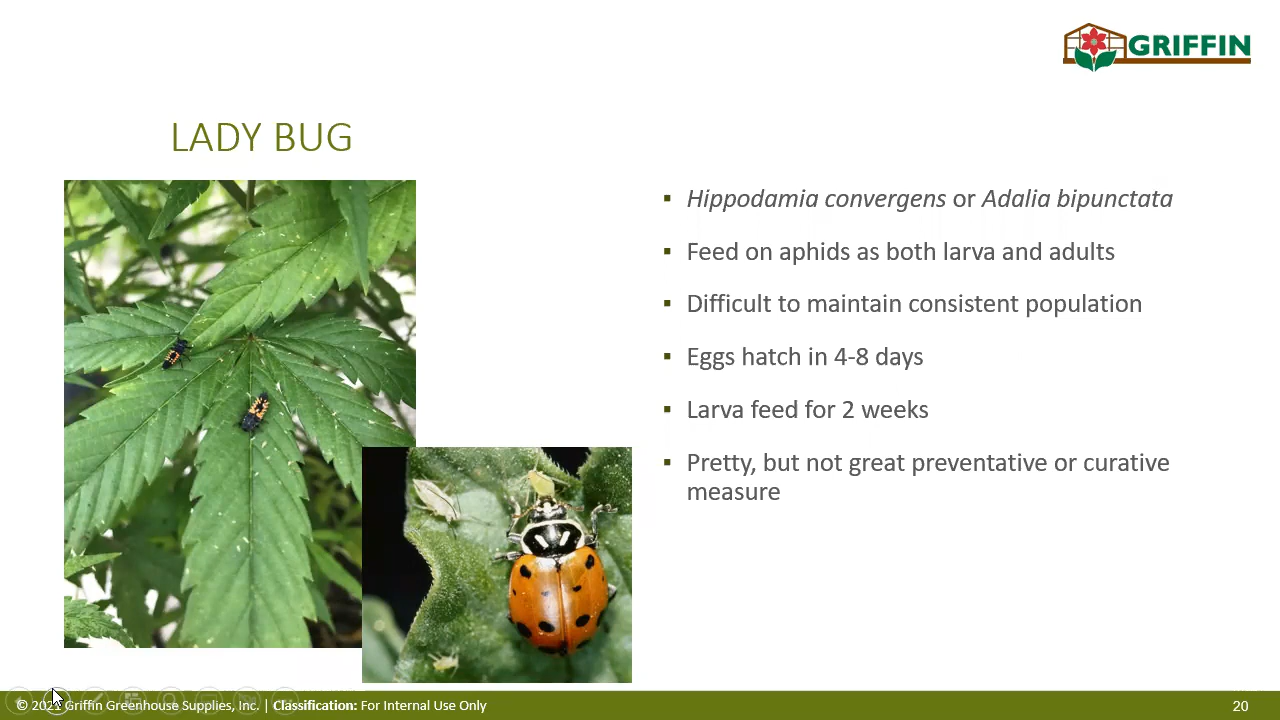 GRIFFIN
LADY BUG
▪ Hippodamia convergens or Adalia bipunctata
▪ Feed on aphids as both larva and adults
▪ Difficult to maintain consistent population
▪ Eggs hatch in 4-8 days
▪ Larva feed for 2 weeks
▪ Pretty, but not great preventative or curative
measure
© Griffin Greenhouse Supplies, Inc. | Classification: For Internal Use Only
20